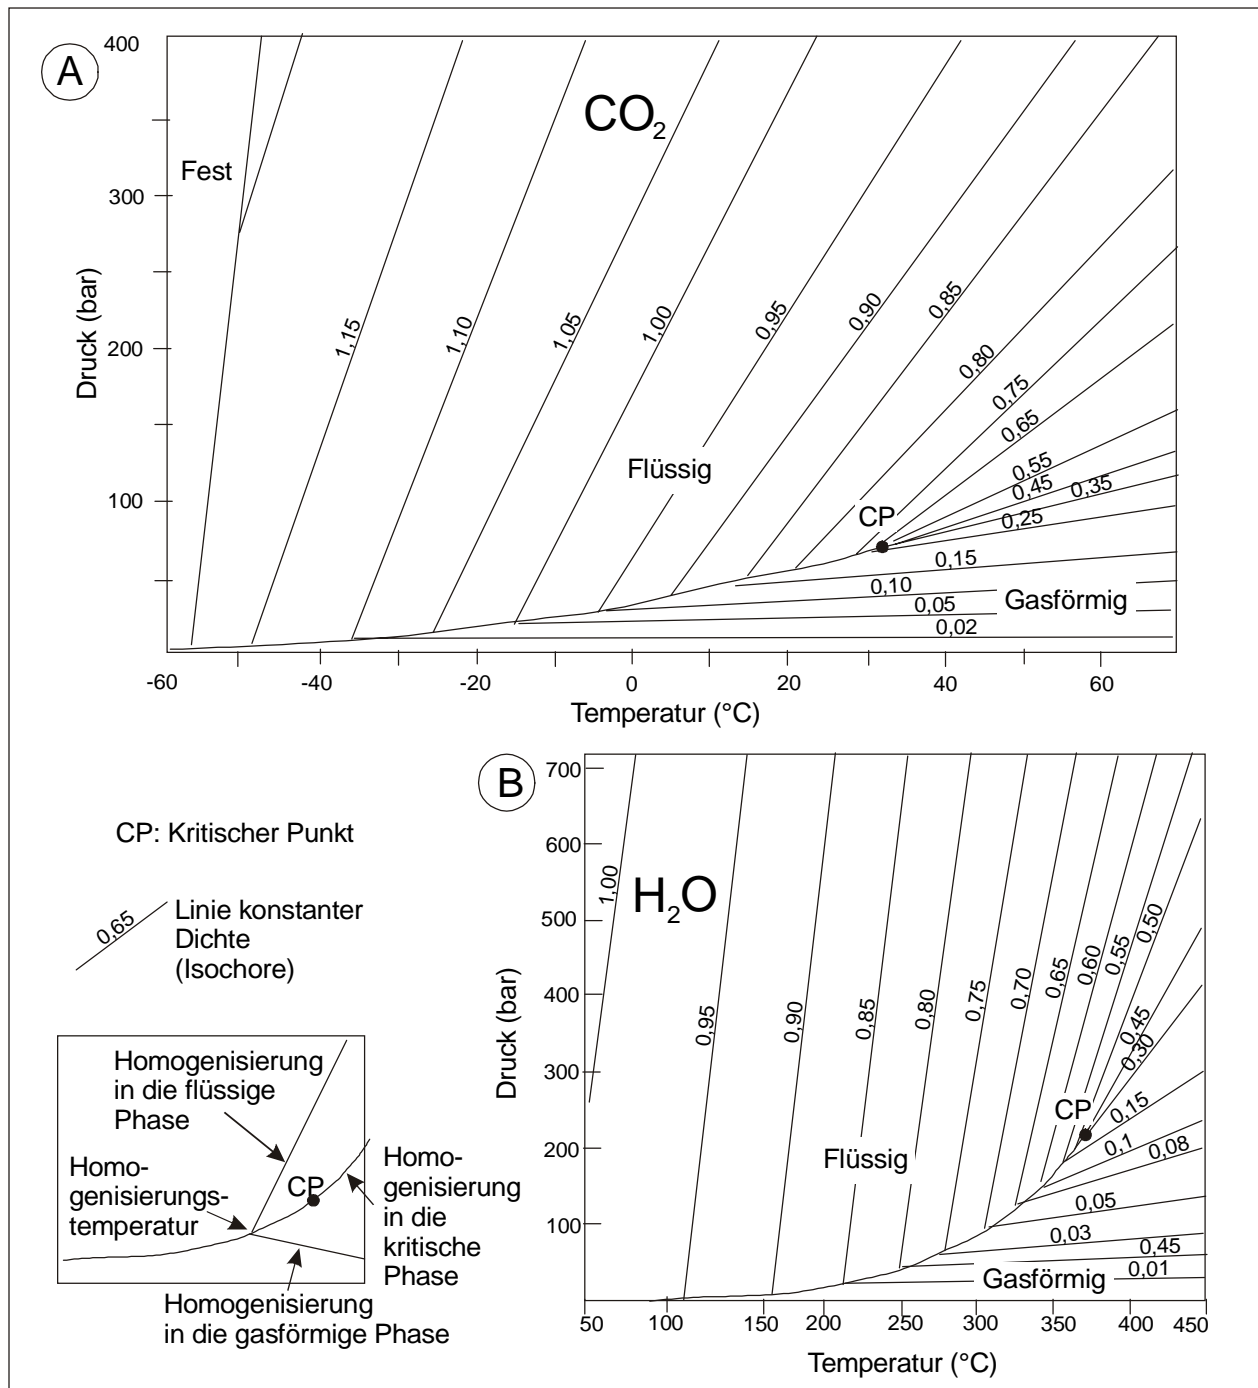 A
400
300
200
100
Druck (bar)
CO2
Fest
1,15
1,10
1,05
1,00
0,95
0,90
0,85
0,80
0,75
0,65
0,55
0,45
0,35
0,25
0,15
0,10
0,05
0,02
Flüssig
CP
Gasförmig
-60
-40
-20
0
20
40
60
Temperatur (°C)
CP: Kritischer Punkt
0,65
Linie konstanter
Dichte
(Isochore)
Homogenisierung
in die flüssige
Phase
Homo-
genisierungs-
temperatur
CP
Homo-
genisierung
in die
kritische
Phase
Homogenisierung
in die gasförmige Phase
B
700
600
500
400
300
200
100
Druck (bar)
H2O
1,00
0,95
0,90
0,85
0,80
0,75
0,70
0,65
0,60
0,55
0,50
0,45
0,30
0,15
0,1
0,08
0,05
0,03
0,45
0,01
Flüssig
CP
Gasförmig
50
100
150
200
250
300
350
400
450
Temperatur (°C)